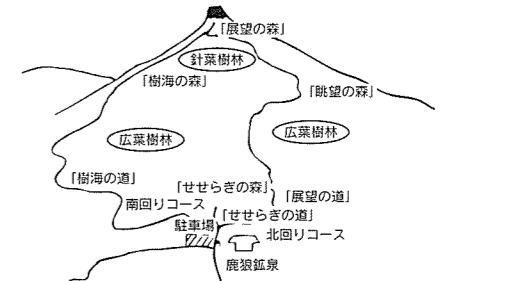 「展望の森」
針葉樹林
「樹海の森」
「眺望の森」
広葉樹林
広葉樹林
「樹海の道」
「せせらぎの森」
「展望の道」
南回りコース
「せせらぎの道」
駐車場
北回りコース
鹿狼鉱泉